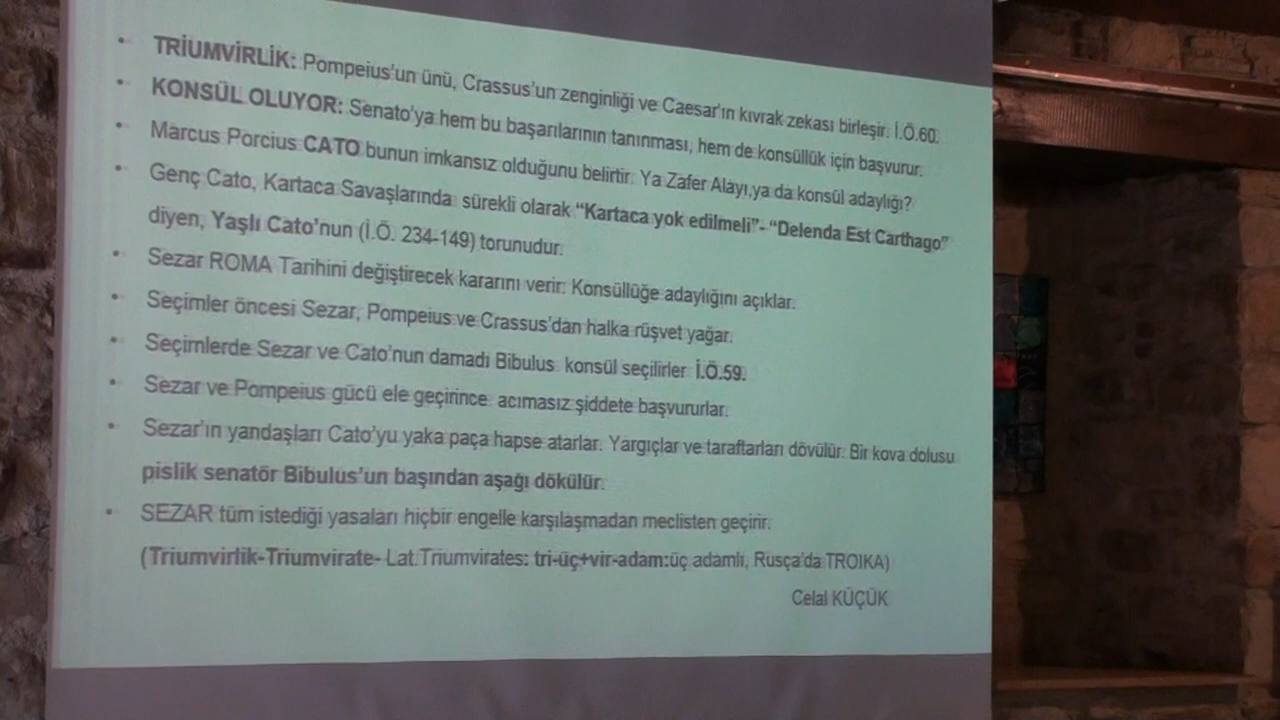 • TRİUMVİRLİK: Pompeius'un ünü, Crassus'un zenginliği ve Caesar'ın kıvrak zekası birleşir. İ.Ö.60.
• KONSÜL OLUYOR: Senato'ya hem bu başarılarının tanınması, hem de konsüllük için başvurur.
• Marcus Porcius CATO bunun imkansız olduğunu belirtir. Ya Zafer Alayı,ya da konsül adaylığı?
• Genç Cato, Kartaca Savaşlarında sürekli olarak “Kartaca yok edilmeli”- “Delenda Est Carthago”
diyen, Yaşlı Cato'nun (İ.Ö. 234-149) torunudur.
• Sezar ROMA Tarihini değiştirecek kararını verir: Konsüllüğe adaylığını açıklar.
• Seçimler öncesi Sezar, Pompeius ve Crassus'dan halka rüşvet yağar.
• Seçimlerde Sezar ve Cato'nun damadı Bibulus konsül seçilirler İ.Ö.59.
• Sezar ve Pompeius gücü ele geçirince acımasız şiddete başvururlar.
• Sezar'ın yandaşları Cato'yu yaka paça hapse atarlar. Yargıçlar ve taraftarları dövülür. Bir kova dolusu
pislik senatör Bibulus'un başından aşağı dökülür.
• SEZAR tüm istediği yasaları hiçbir engelle karşılaşmadan meclisten geçirir.
(Triumvirlik-Triumvirate- Lat.Triumvirates: tri-üç+vir-adam:üç adamlı, Rusça'da TROIKA)
Celal KÜÇÜK